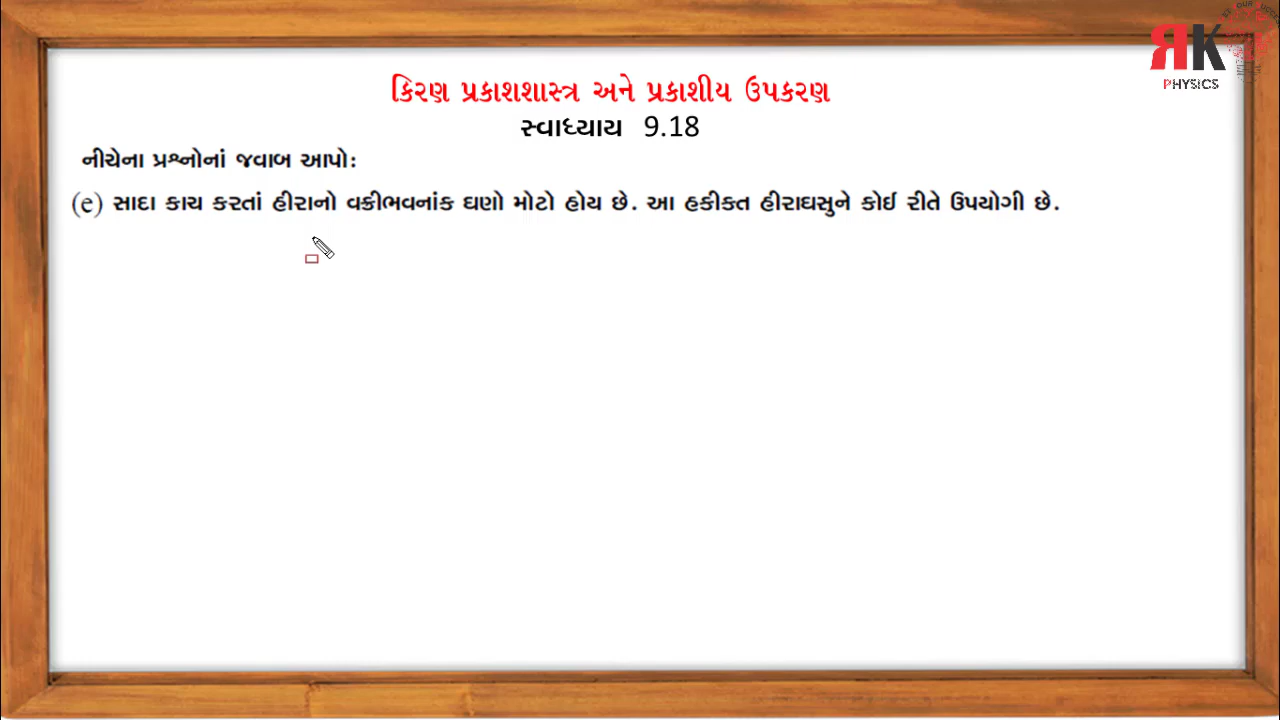 ЯK
PHYSICS
કિરણ પ્રકાશશાસ્ત્ર અને પ્રકાશીય ઉપકરણ
સ્વાધ્યાય 9.18
નીચેના પ્રશ્નોનાં જવાબ આપો:
(e) સાદા કાચ કરતાં હીરાનો વક્રીભવનાંક ઘણો મોટો હોય છે. આ હકીકત હીરાઘસુને કોઈ રીતે ઉપયોગી છે.